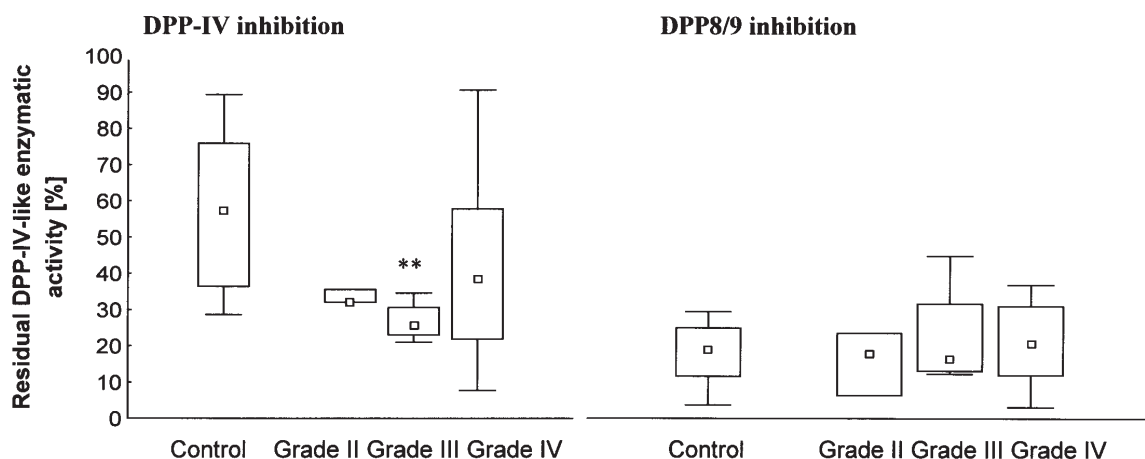 DPP-IV inhibition
DPP8/9 inhibition
Residual DPP-IV-like enzymatic
activity [%]
100
90
80
70
60
50
40
30
20
10
0
**
Control Grade II Grade III Grade IV
Control Grade II Grade III Grade IV